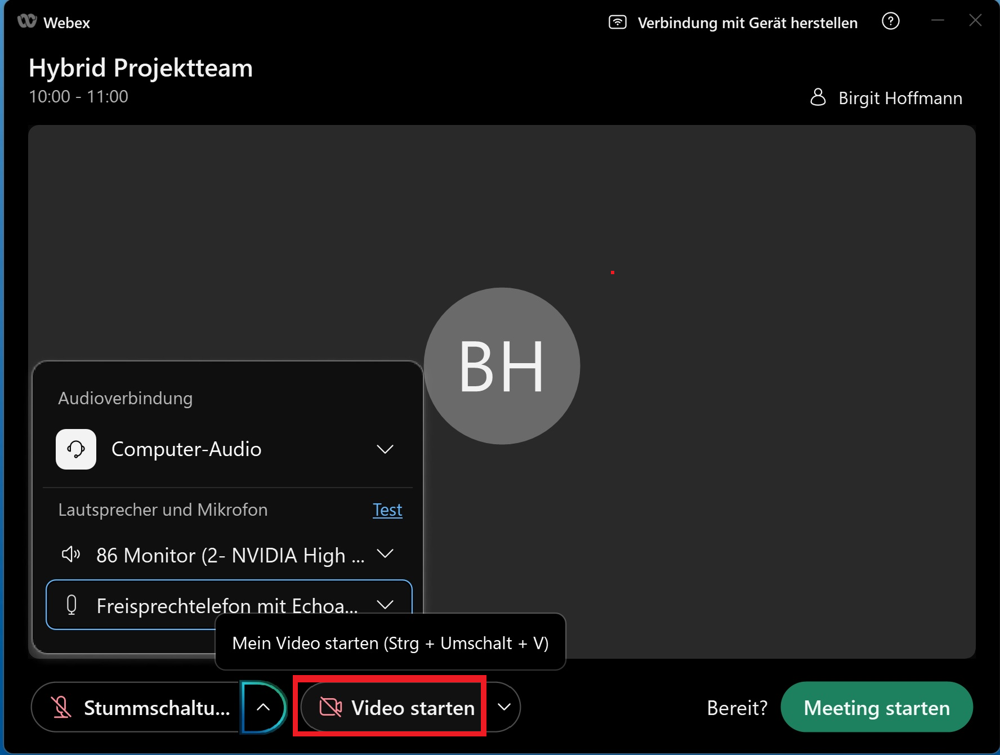 Webex
Verbindung mit Gerät herstellen
Hybrid Projektteam
10:00 - 11:00
Birgit Hoffmann
BH
Audioverbindung
Computer-Audio
Lautsprecher und Mikrofon
Test
86 Monitor (2- NVIDIA High ...
Freisprechtelefon mit Echoa...
Mein Video starten (Strg + Umschalt + V)
Stummschaltu...
Video starten
Bereit?
Meeting starten